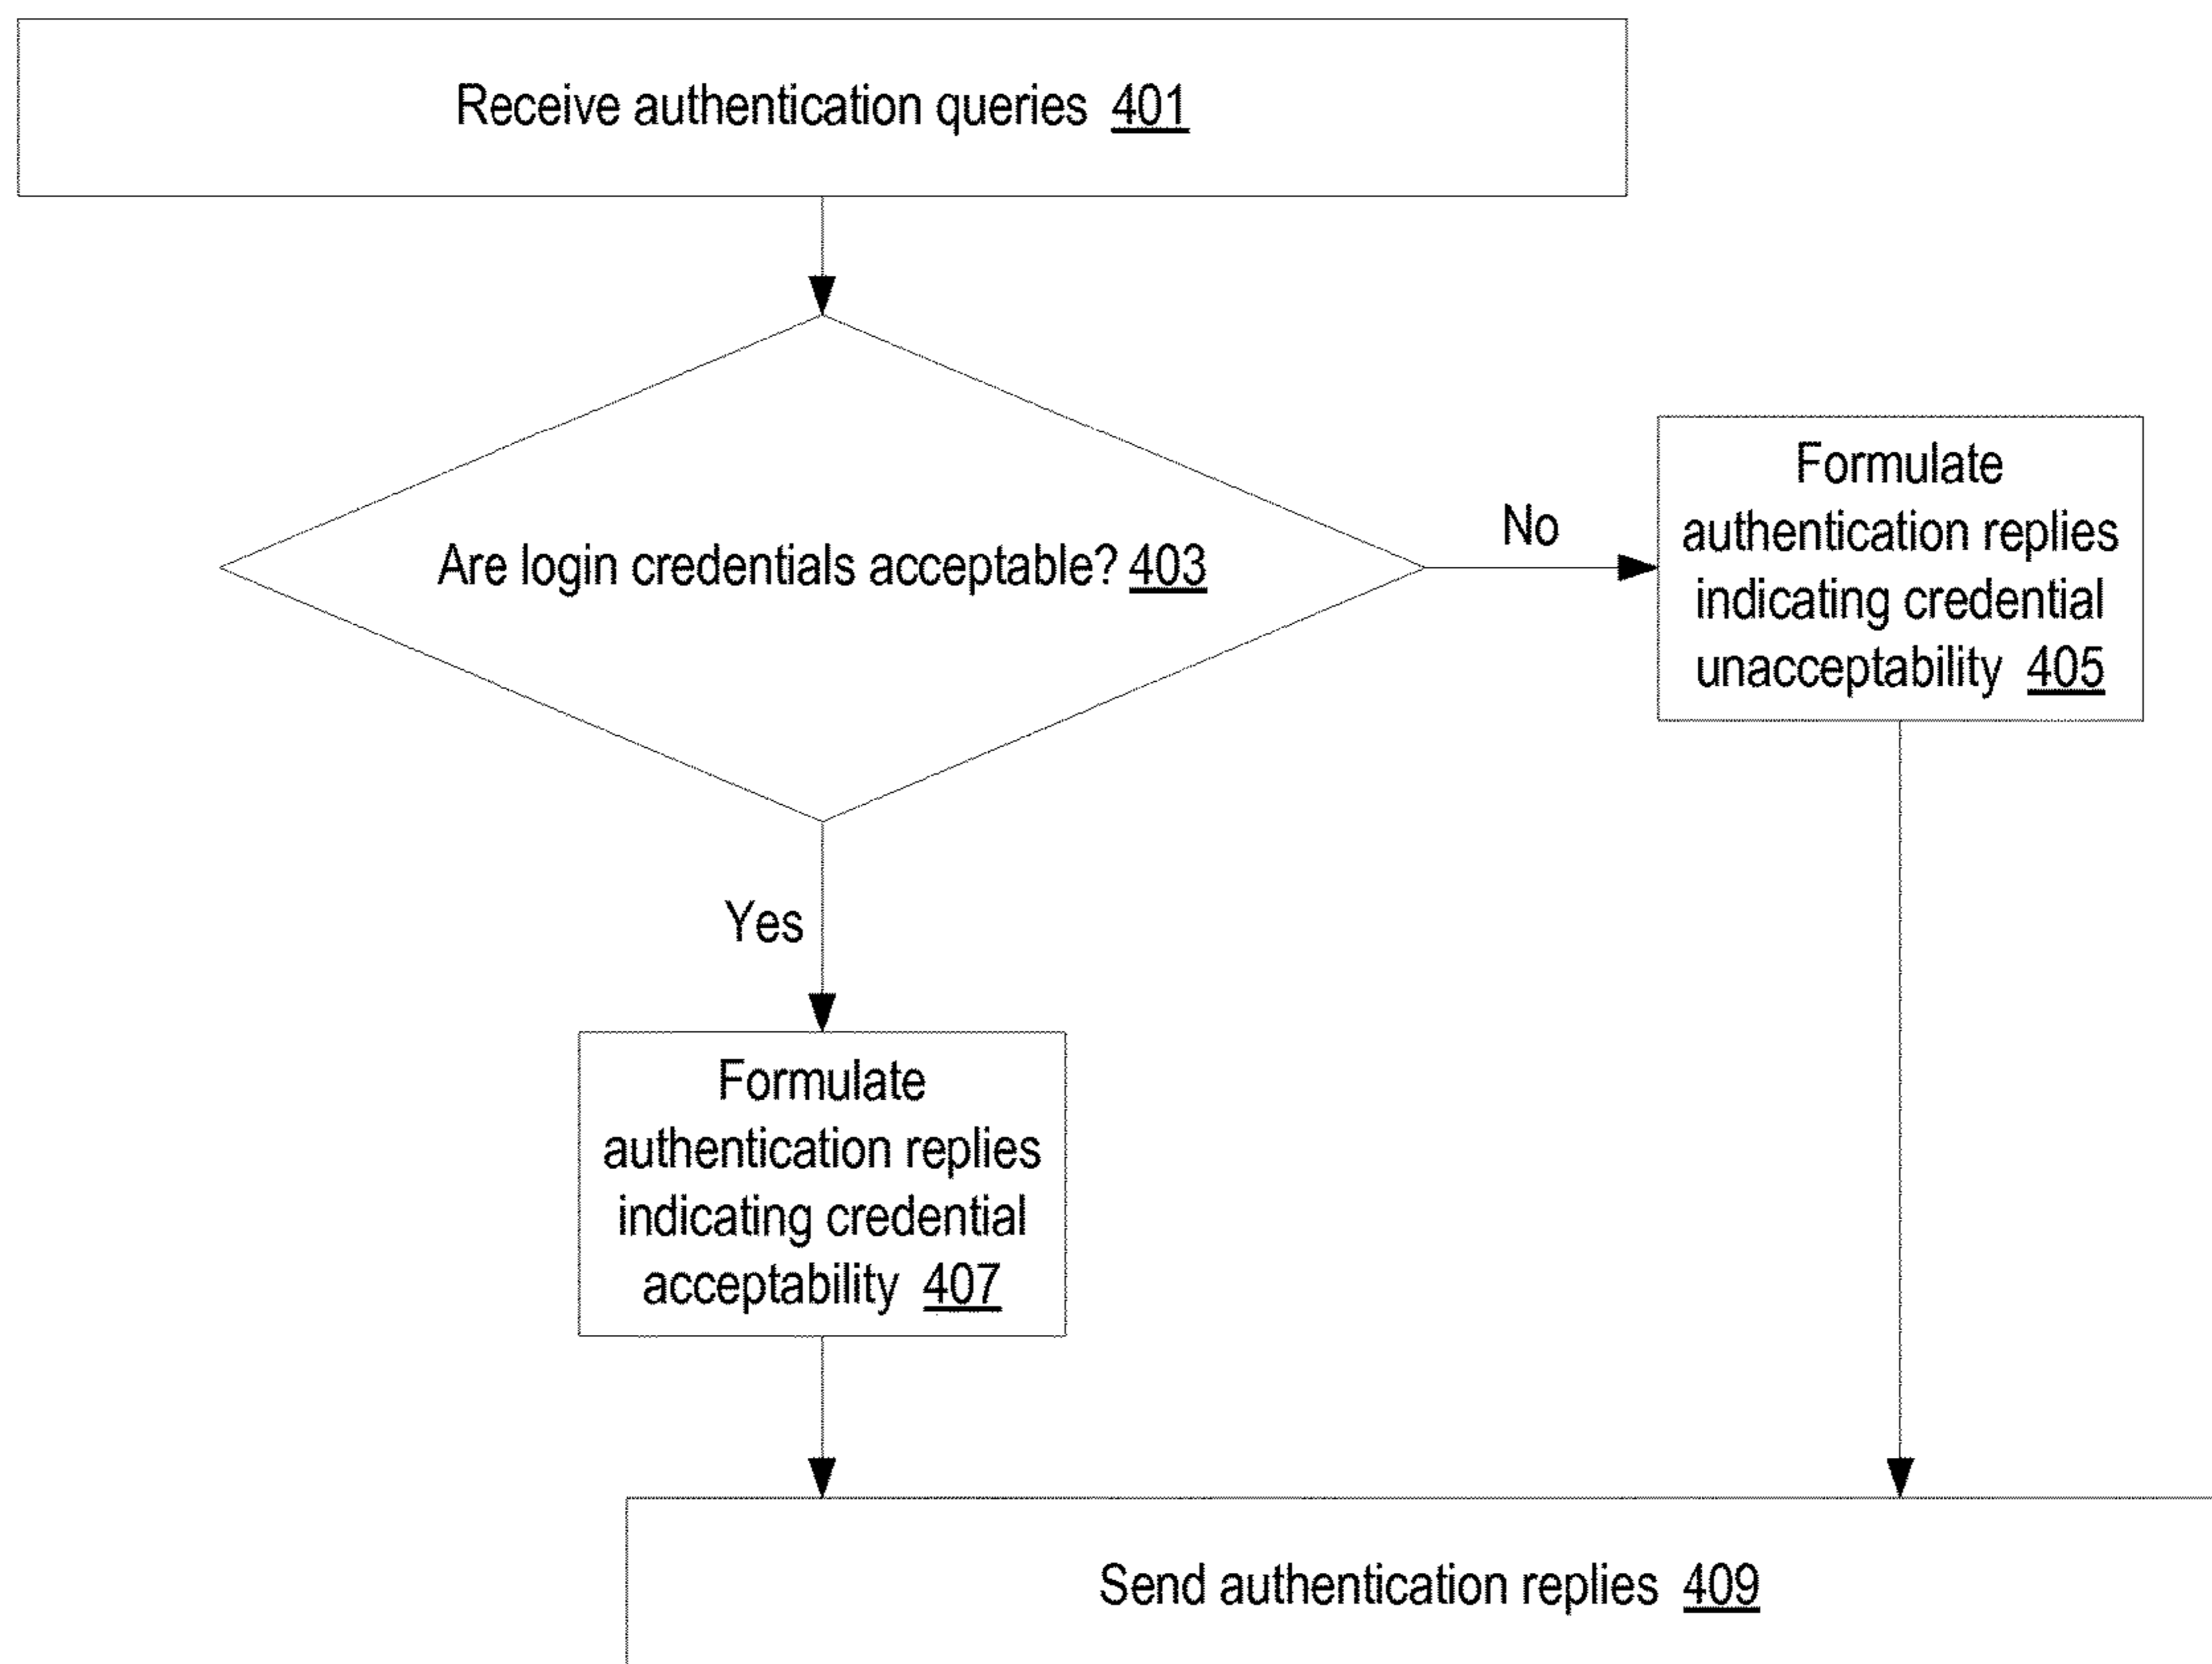 Receive authentication queries 401
Are login credentials acceptable? 403
No
Formulate
authentication replies
indicating credential
unacceptability 405
Yes
Formulate
authentication replies
indicating credential
acceptability 407
Send authentication replies 409